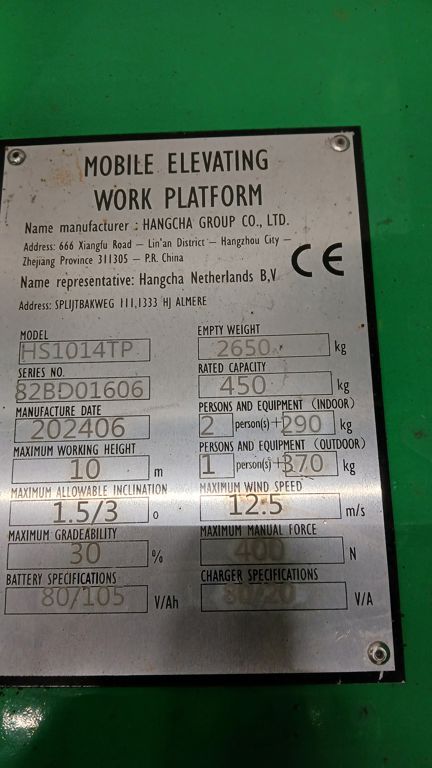 MOBILE ELEVATING
WORK PLATFORM
Name manufacturer : HANGCHA GROUP CO., LTD.
Address: 666 Xiangfu Road — Lin'an District — Hangzhou City —
Zhejiang Province 311305 — P.R. China
CE
Name representative: Hangcha Netherlands B,V
Address: SPLIJTBAKWEG 111,1333 HJ ALMERE
MODEL
HS1014TP
EMPTY WEIGHT
2650 kg
SERIES NO.
82BD01606
RATED CAPACITY
450 kg
MANUFACTURE DATE
202406
PERSONS AND EQUIPMENT (INDOOR)
2 person(s)+290 kg
MAXIMUM WORKING HEIGHT
10 m
PERSONS AND EQUIPMENT (OUTDOOR)
1 person(s)+370 kg
MAXIMUM ALLOWABLE INCLINATION
1.5/3 o
MAXIMUM WIND SPEED
12.5 m/s
MAXIMUM GRADEABILITY
30 %
MAXIMUM MANUAL FORCE
400 N
BATTERY SPECIFICATIONS
80/105 V/Ah
CHARGER SPECIFICATIONS
80/20 V/A